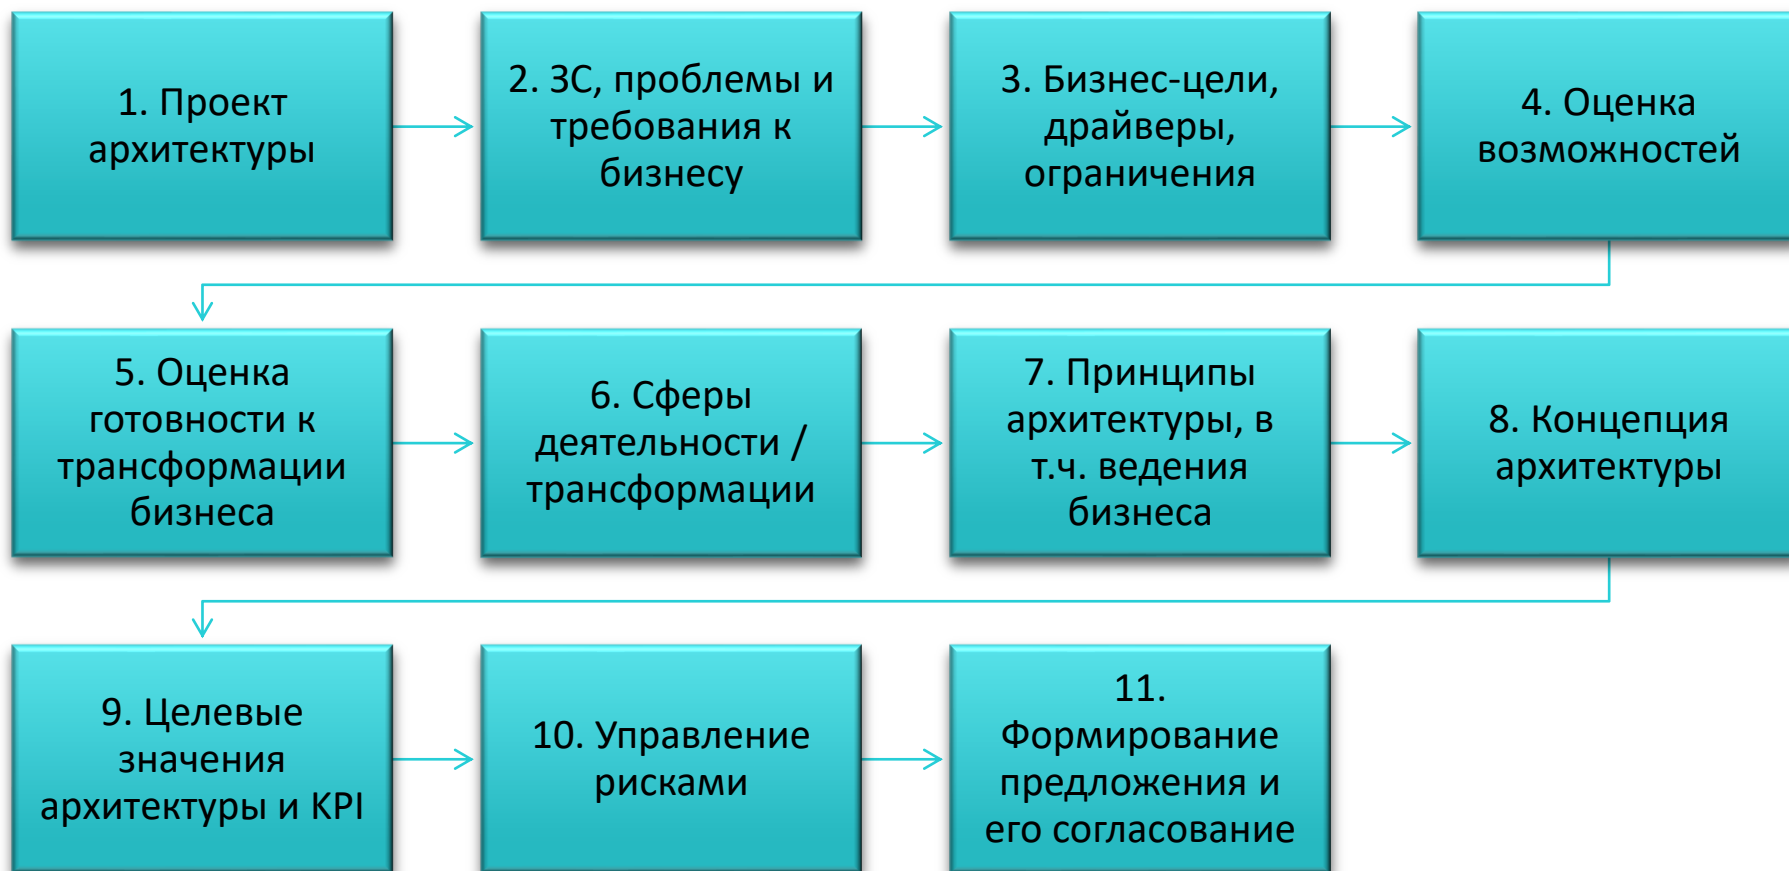 1. Проект
архитектуры
2. ЗС, проблемы и
требования к
бизнесу
3. Бизнес-цели,
драйверы,
ограничения
4. Оценка
возможностей
5. Оценка
готовности к
трансформации
бизнеса
6. Сферы
деятельности /
трансформации
7. Принципы
архитектуры, в
т.ч. ведения
бизнеса
8. Концепция
архитектуры
9. Целевые
значения
архитектуры и KPI
10. Управление
рисками
11.
Формирование
предложения и
его согласование